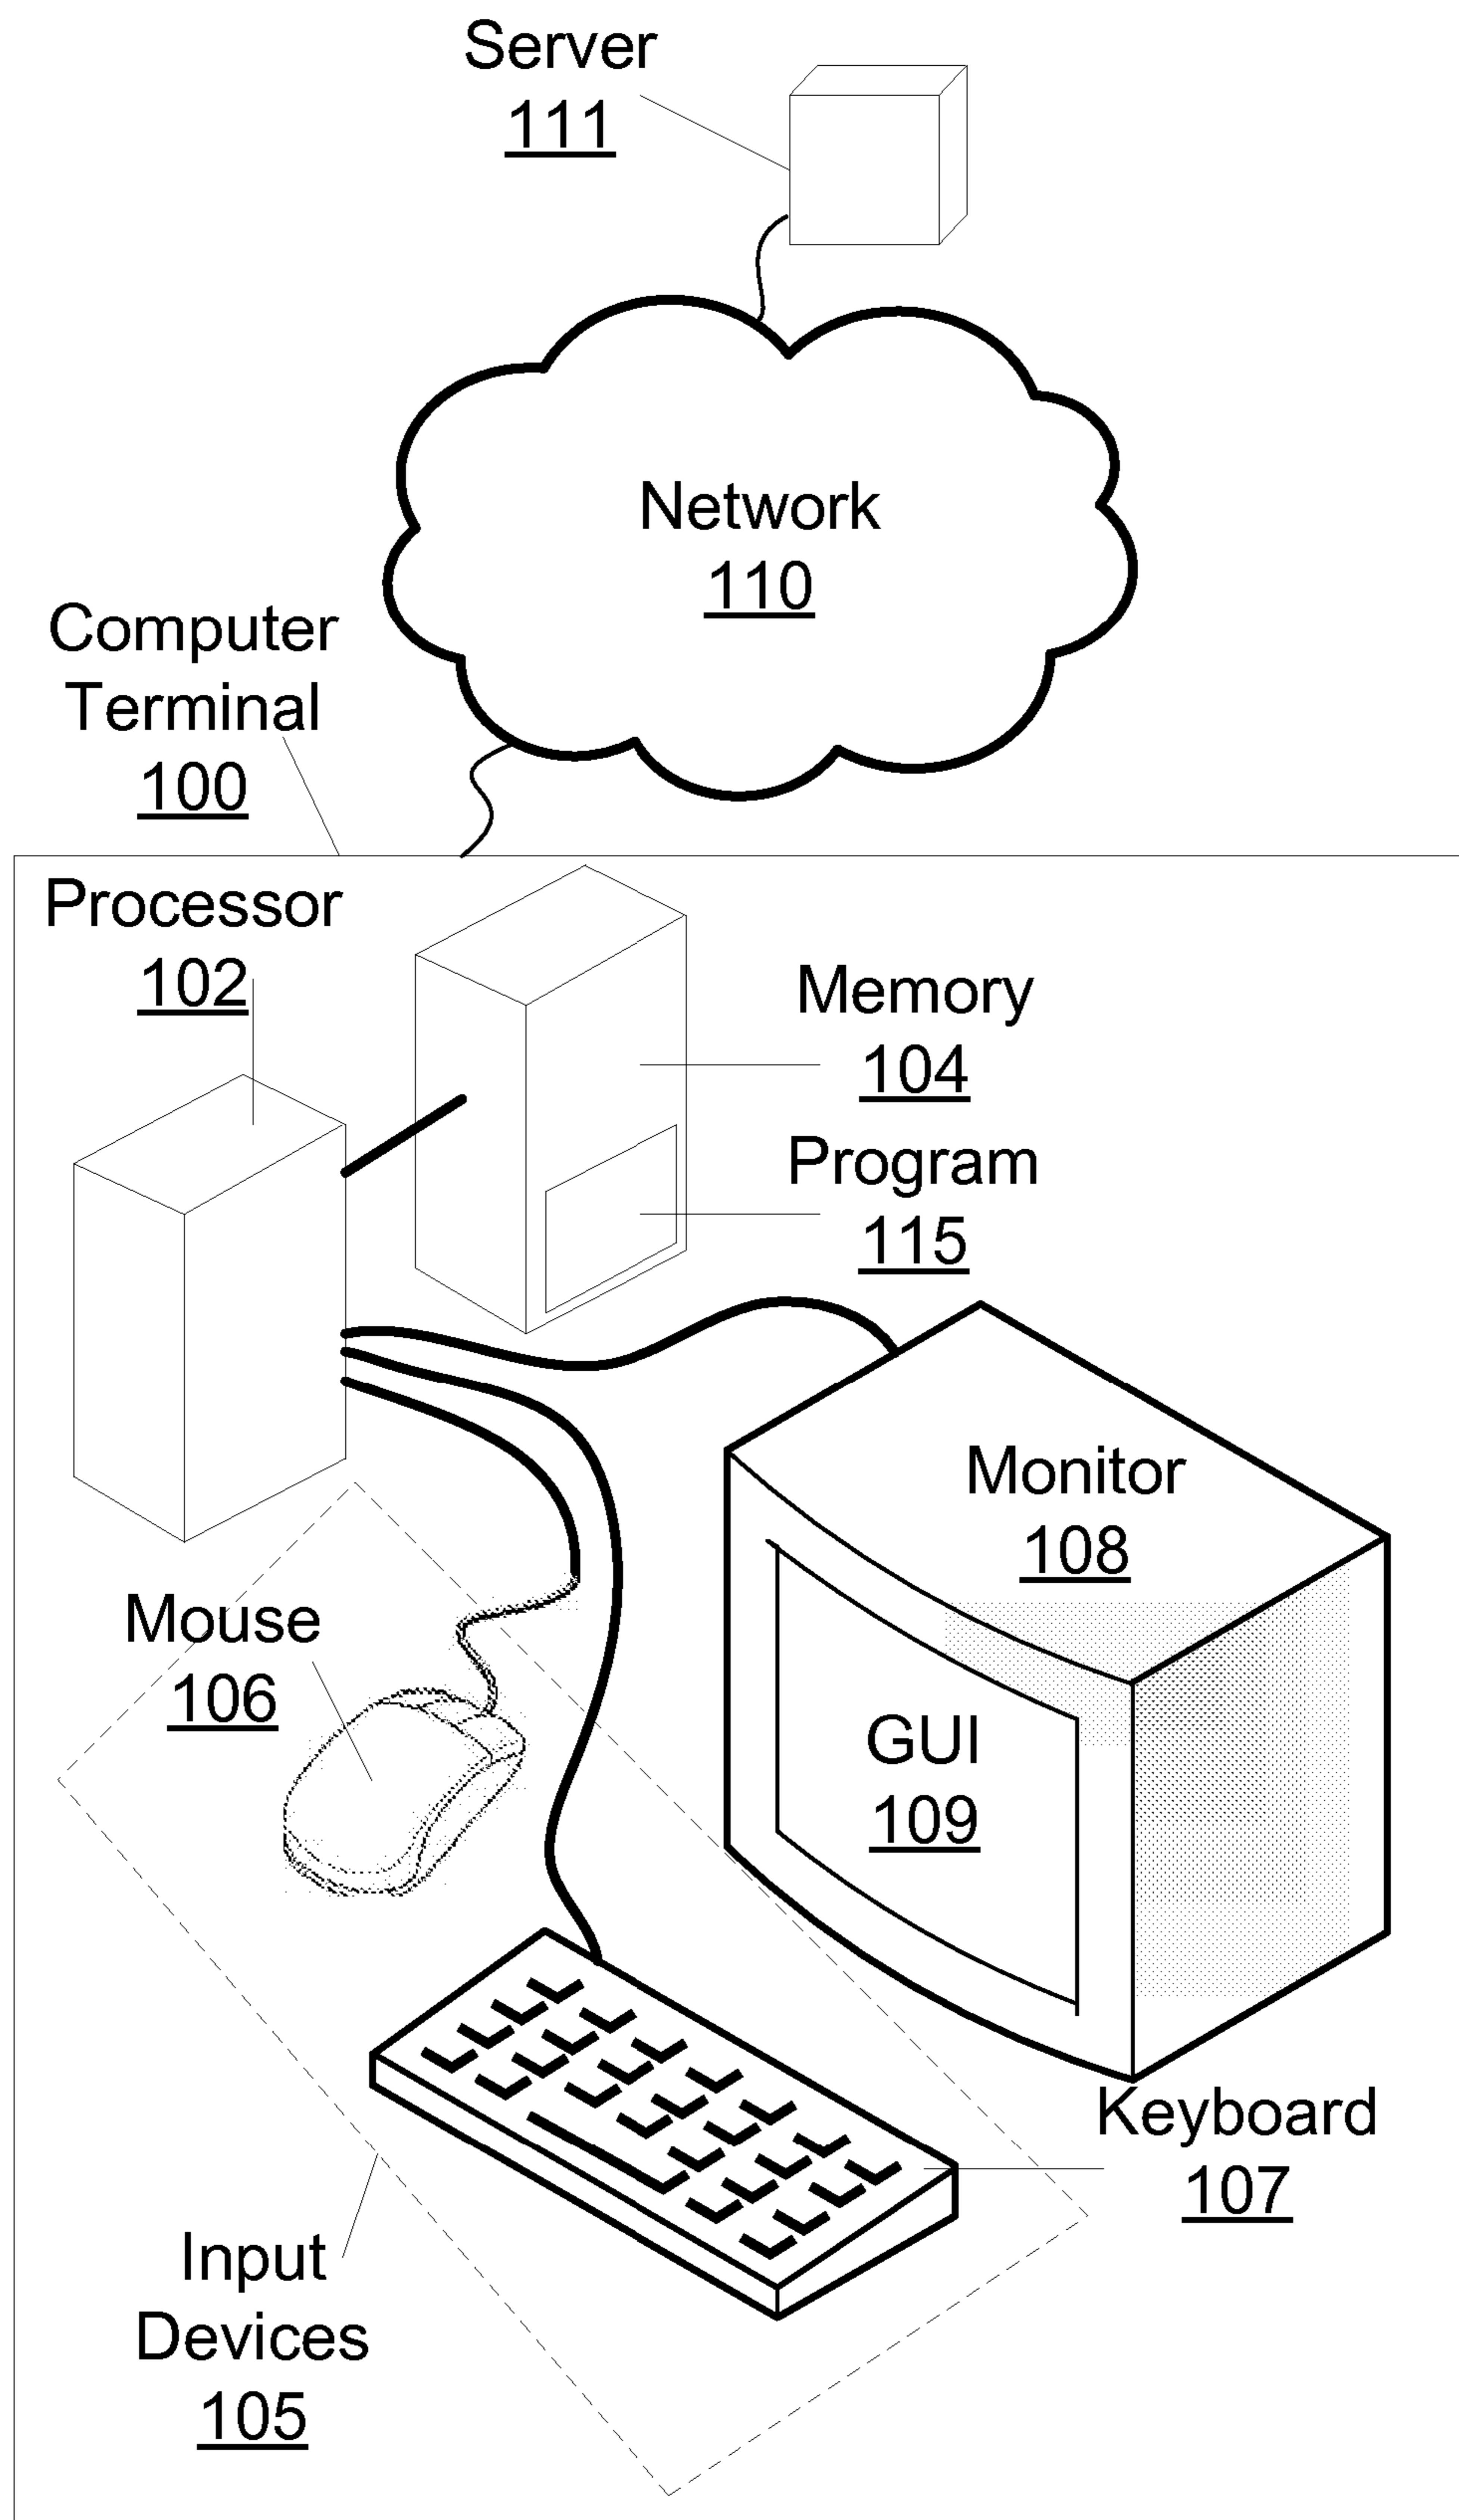 Server
111
Network
110
Computer
Terminal
100
Processor
102
Memory
104
Program
115
Monitor
108
Mouse
106
GUI
109
Keyboard
107
Input
Devices
105